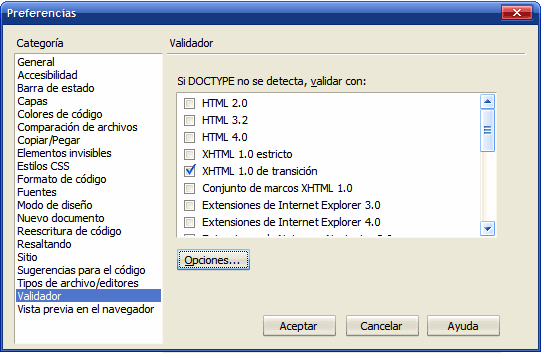 Preferencias
Categoría
Validador
General
Accesibilidad
Barra de estado
Capas
Colores de código
Comparación de archivos
Copiar/Pegar
Elementos invisibles
Estilos CSS
Formato de código
Fuentes
Modo de diseño
Nuevo documento
Reescritura de código
Resaltando
Sitio
Sugerencias para el código
Tipos de archivo/editores
Validador
Vista previa en el navegador
Si DOCTYPE no se detecta, validar con:
HTML 2.0
HTML 3.2
HTML 4.0
XHTML 1.0 estricto
XHTML 1.0 de transición
Conjunto de marcos XHTML 1.0
Extensiones de Internet Explorer 3.0
Extensiones de Internet Explorer 4.0
Opciones...
Aceptar
Cancelar
Ayuda